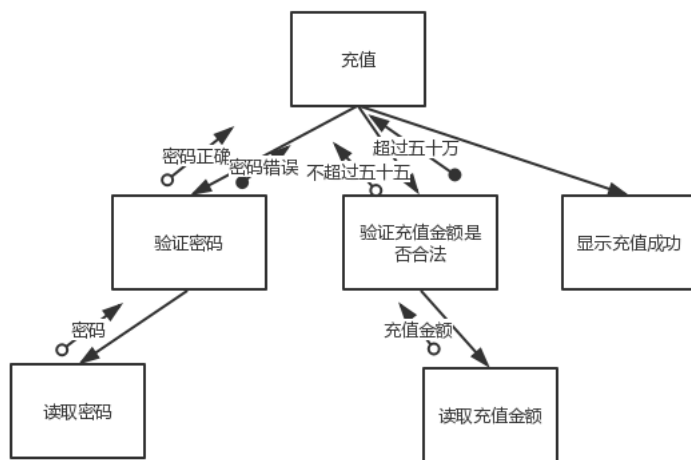 充值
密码正确
密码错误
不超过五十五
超过五十万
验证密码
验证充值金额是
否合法
显示充值成功
密码
充值金额
读取密码
读取充值金额